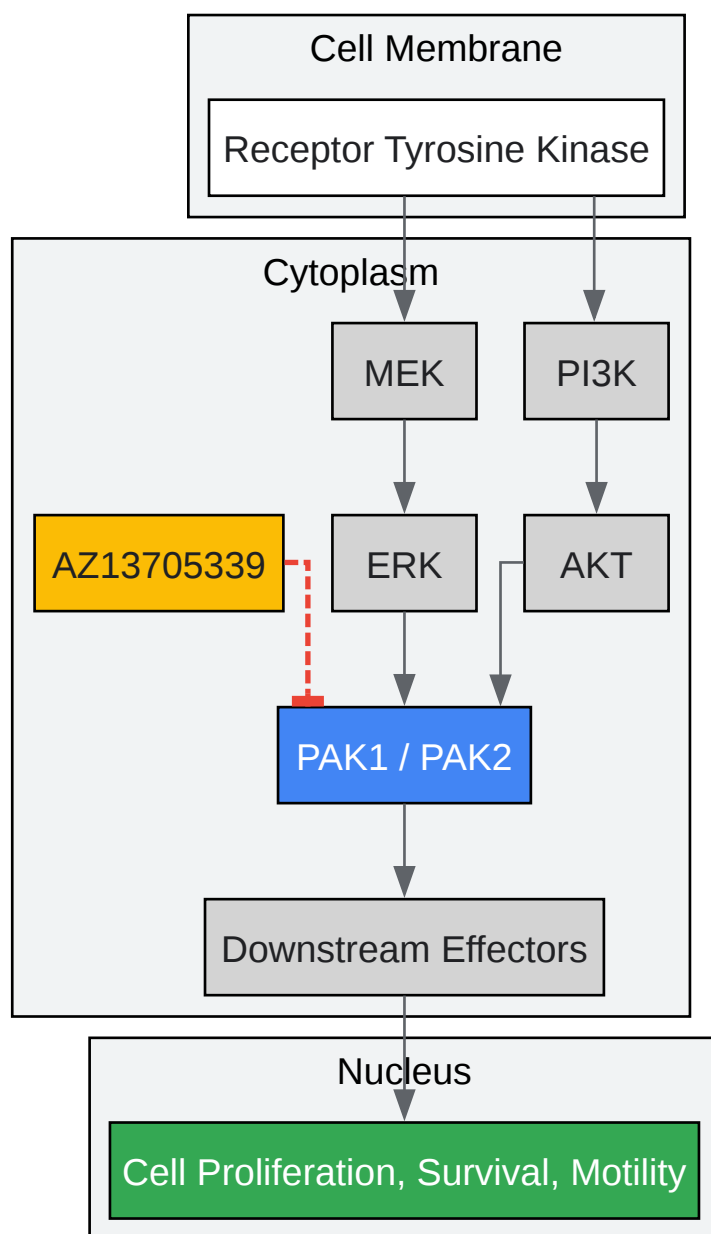 Cell Membrane
Receptor Tyrosine Kinase
Cytoplasm
MEK
PI3K
AZ13705339
ERK
AKT
PAK1 / PAK2
Downstream Effectors
Nucleus
Cell Proliferation, Survival, Motility